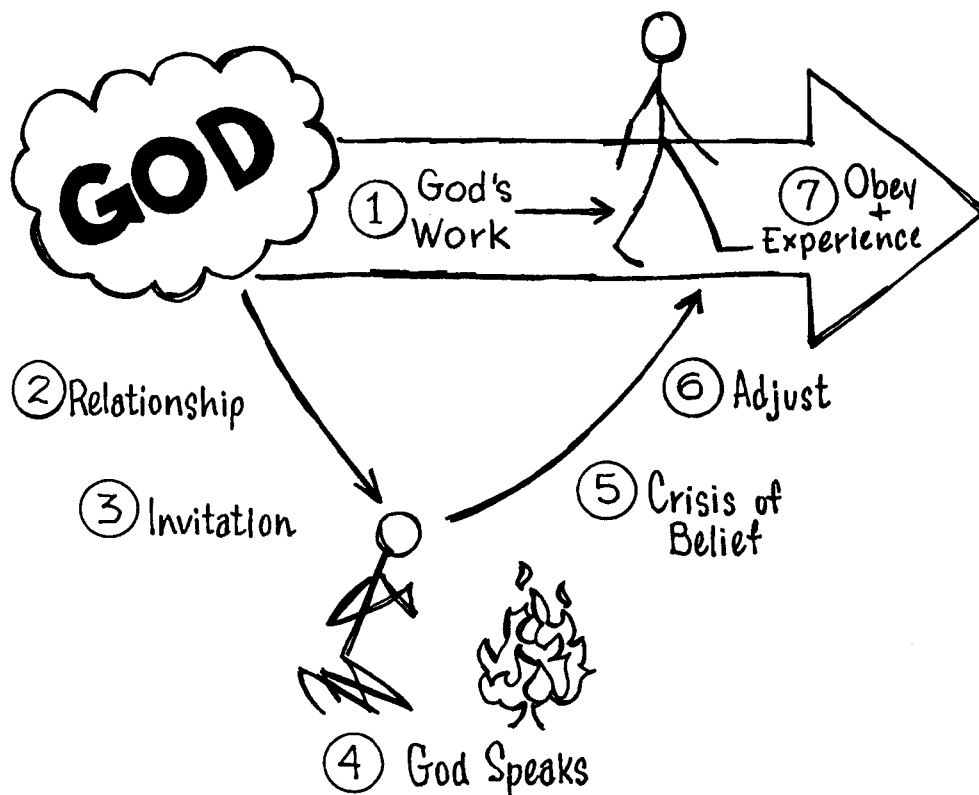 GOD
1 God's
Work
7 Obey
+
Experience
2 Relationship
6 Adjust
3 Invitation
5 Crisis of
Belief
4 God Speaks